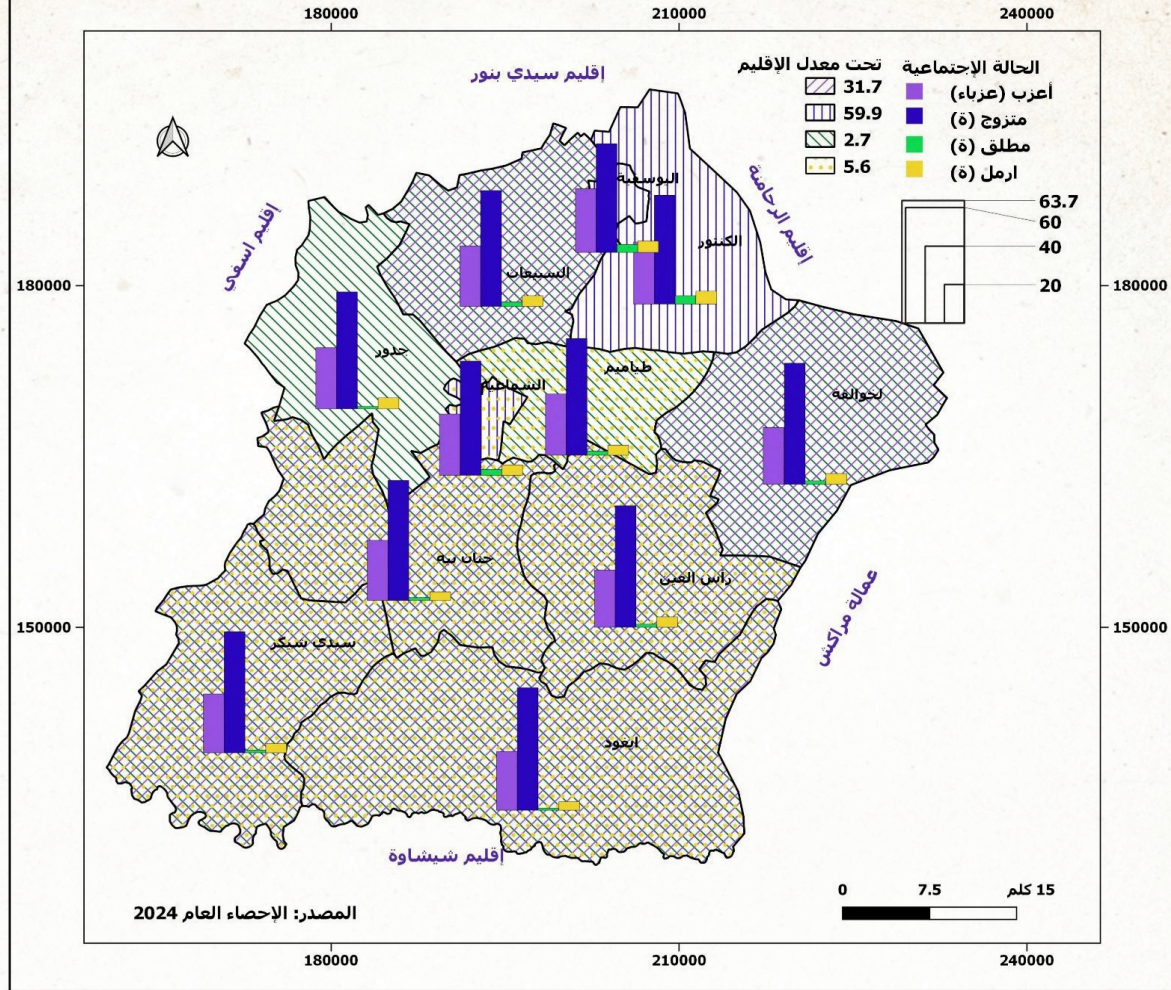 180000
210000
240000
الحالة الإجتماعية
أعزب (عزباء)
متزوج (ة)
مطلق (ة)
ارمل (ة)
تحت معدل الإقليم
31.7
59.9
2.7
5.6
63.7
60
40
20
إقليم سيدي بنور
إقليم الرحامنة
إقليم اسفي
اليوسفية
الكنتور
السبيعات
180000
180000
جدور
طياميم
الشماعية
لخوالقة
جنان بيه
رأس العين
عمالة مراكش
150000
150000
سيدي شيكر
ايغود
إقليم شيشاوة
0
7.5
15 كلم
المصدر: الإحصاء العام 2024
180000
210000
240000